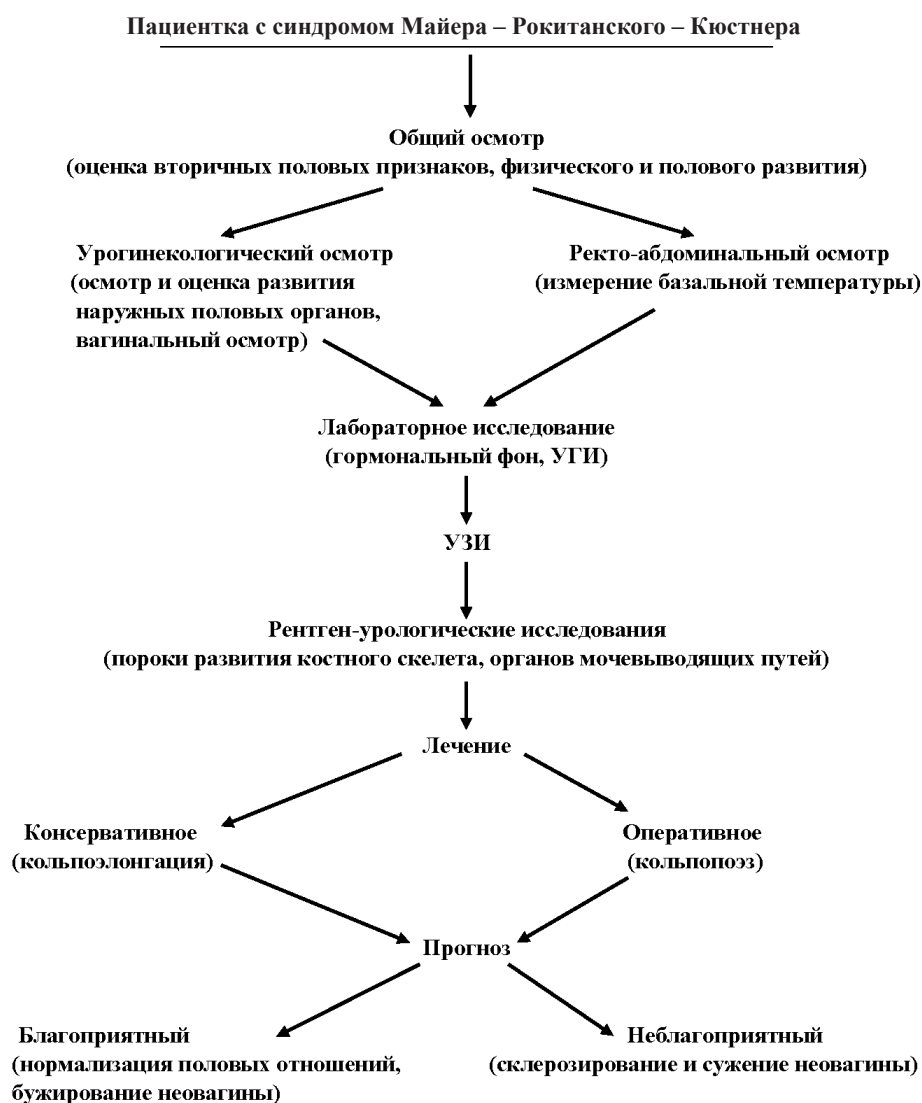 Пациентка с синдромом Майера – Рокитанского – Кюстнера
Общий осмотр
(оценка вторичных половых признаков, физического и полового развития)
Урогинекологический осмотр
(осмотр и оценка развития
наружных половых органов,
вагинальный осмотр)
Ректо-абдоминальный осмотр
(измерение базальной температуры)
Лабораторное исследование
(гормональный фон, УГИ)
УЗИ
Рентген-урологические исследования
(пороки развития костного скелета, органов мочевыводящих путей)
Лечение
Консервативное
(кольпоэлонгация)
Оперативное
(кольпопоэз)
Прогноз
Благоприятный
(нормализация половых отношений,
бужирование неовагины)
Неблагоприятный
(склерозирование и сужение неовагины)